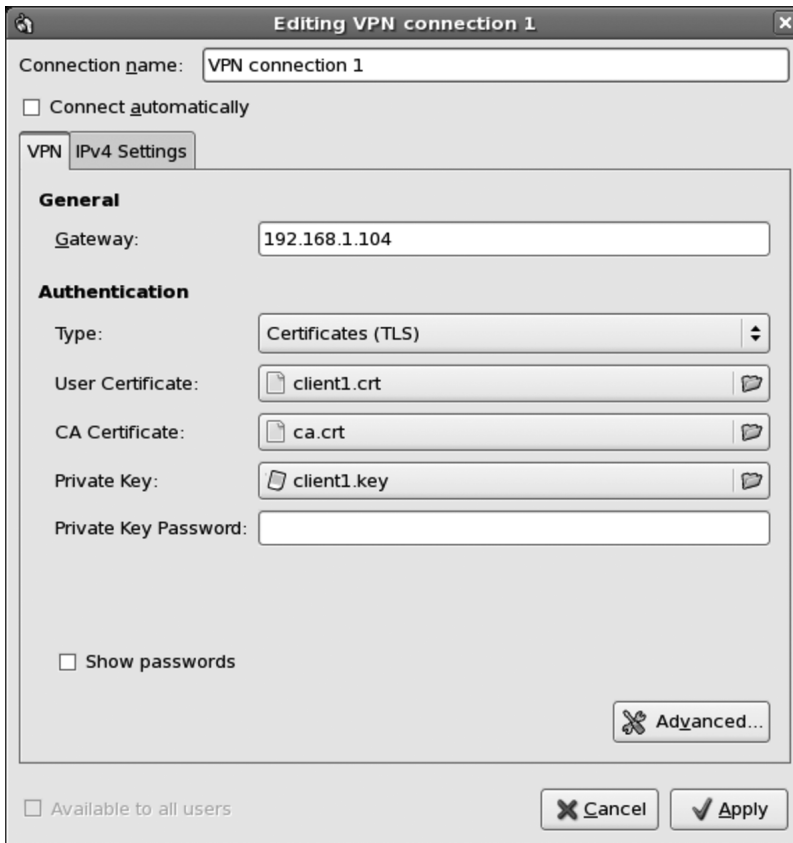 Editing VPN connection 1
Connection name: VPN connection 1
Connect automatically
VPN IPv4 Settings
General
Gateway: 192.168.1.104
Authentication
Type: Certificates (TLS)
User Certificate: client1.crt
CA Certificate: ca.crt
Private Key: client1.key
Private Key Password:
Show passwords
Advanced...
Available to all users Cancel Apply